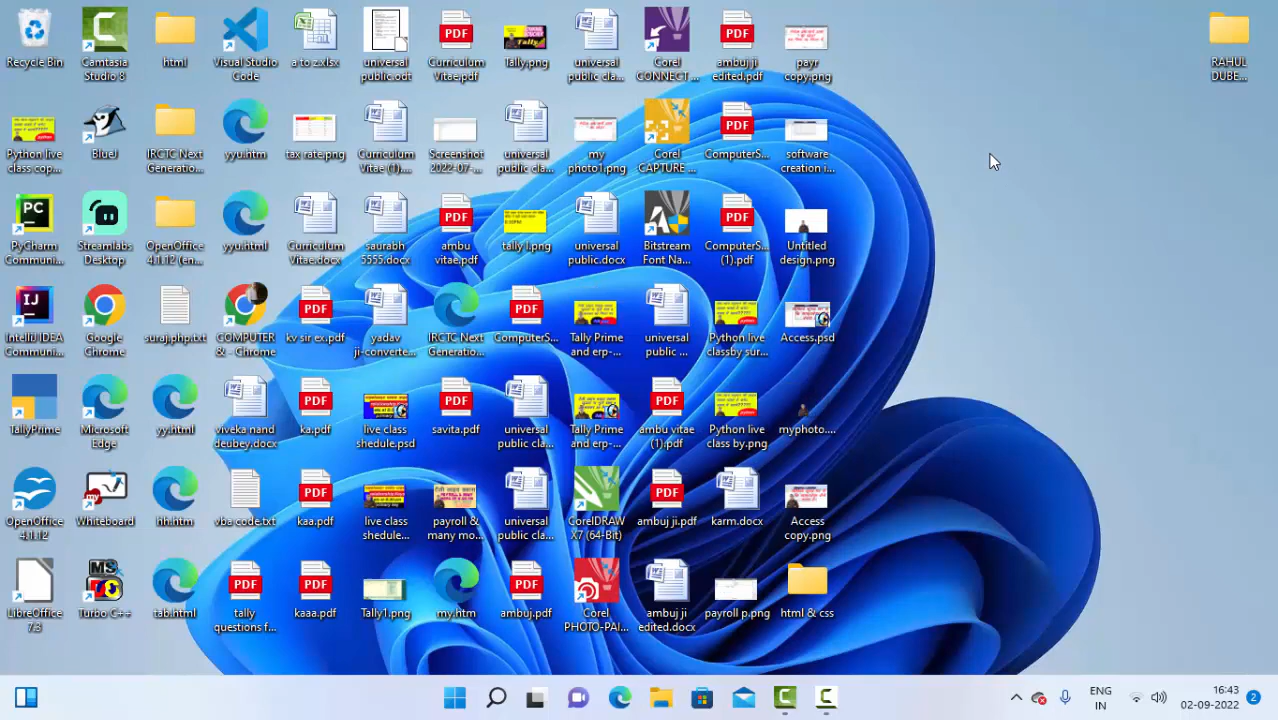 Recycle Bin
Camtasia
Studio 8
html
Visual Studio
Code
a to z.xlsx
universal
public.odt
Curriculum
Vitae.pdf
Tally.png
universal
public cla...
Corel
CONNECT ...
ambuj ji
edited.pdf
payr
copy.png
RAHUL
DUBE...
Python live
class cop...
BlueJ
IRCTC Next
Generatio...
yyu.htm
tax rate.png
Curriculum
Vitae (1)....
Screenshot
2022-07-...
universal
public cla...
my
photo1.png
Corel
CAPTURE ...
ComputerS...
software
creation i...
PyCharm
Communi...
Streamlabs
Desktop
OpenOffice
4.1.12 (en...
yyu.html
Curriculum
Vitae.docx
saurabh
5555.docx
ambu
vitae.pdf
tally l.png
universal
public.docx
Bitstream
Font Na...
ComputerS...
(1).pdf
Untitled
design.png
IntelliJ IDEA
Communi...
Google
Chrome
suraj.php.txt
COMPUTER
& - Chrome
kv sir ex.pdf
yadav
ji-converte...
IRCTC Next
Generatio...
ComputerS...
Tally Prime
and erp-...
universal
public ...
Python live
classby sur...
Access.psd
TallyPrime
Microsoft
Edge
yy.html
viveka nand
deubey.docx
ka.pdf
live class
shedule.psd
savita.pdf
universal
public cla...
Tally Prime
and erp-...
ambu vitae
(1).pdf
Python live
class by.png
myphoto....
OpenOffice
4.1.12
Whiteboard
hh.htm
vba code.txt
kaa.pdf
live class
shedule...
payroll &
many mo...
universal
public cla...
CorelDRAW
X7 (64-Bit)
ambuj ji.pdf
karm.docx
Access
copy.png
LibreOffice
7.3
Turbo C++
tab.html
tally
questions f...
kaaa.pdf
Tally1.png
my.htm
ambuj.pdf
Corel
PHOTO-PAI...
ambuj ji
edited.docx
payroll p.png
html & css
ENG
IN
16:43
02-09-2022
2